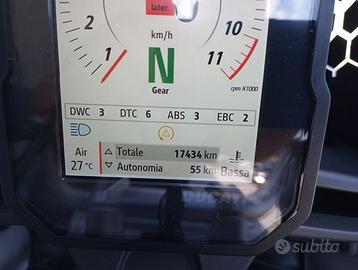 later.
km/h
1
2
10
11
N
Gear
rpm X1000
DWC 3 DTC 6 ABS 3 EBC 2
Air
27 °C
Totale 17434 km
Autonomia 55 km
Bassa
DUCATI
subito